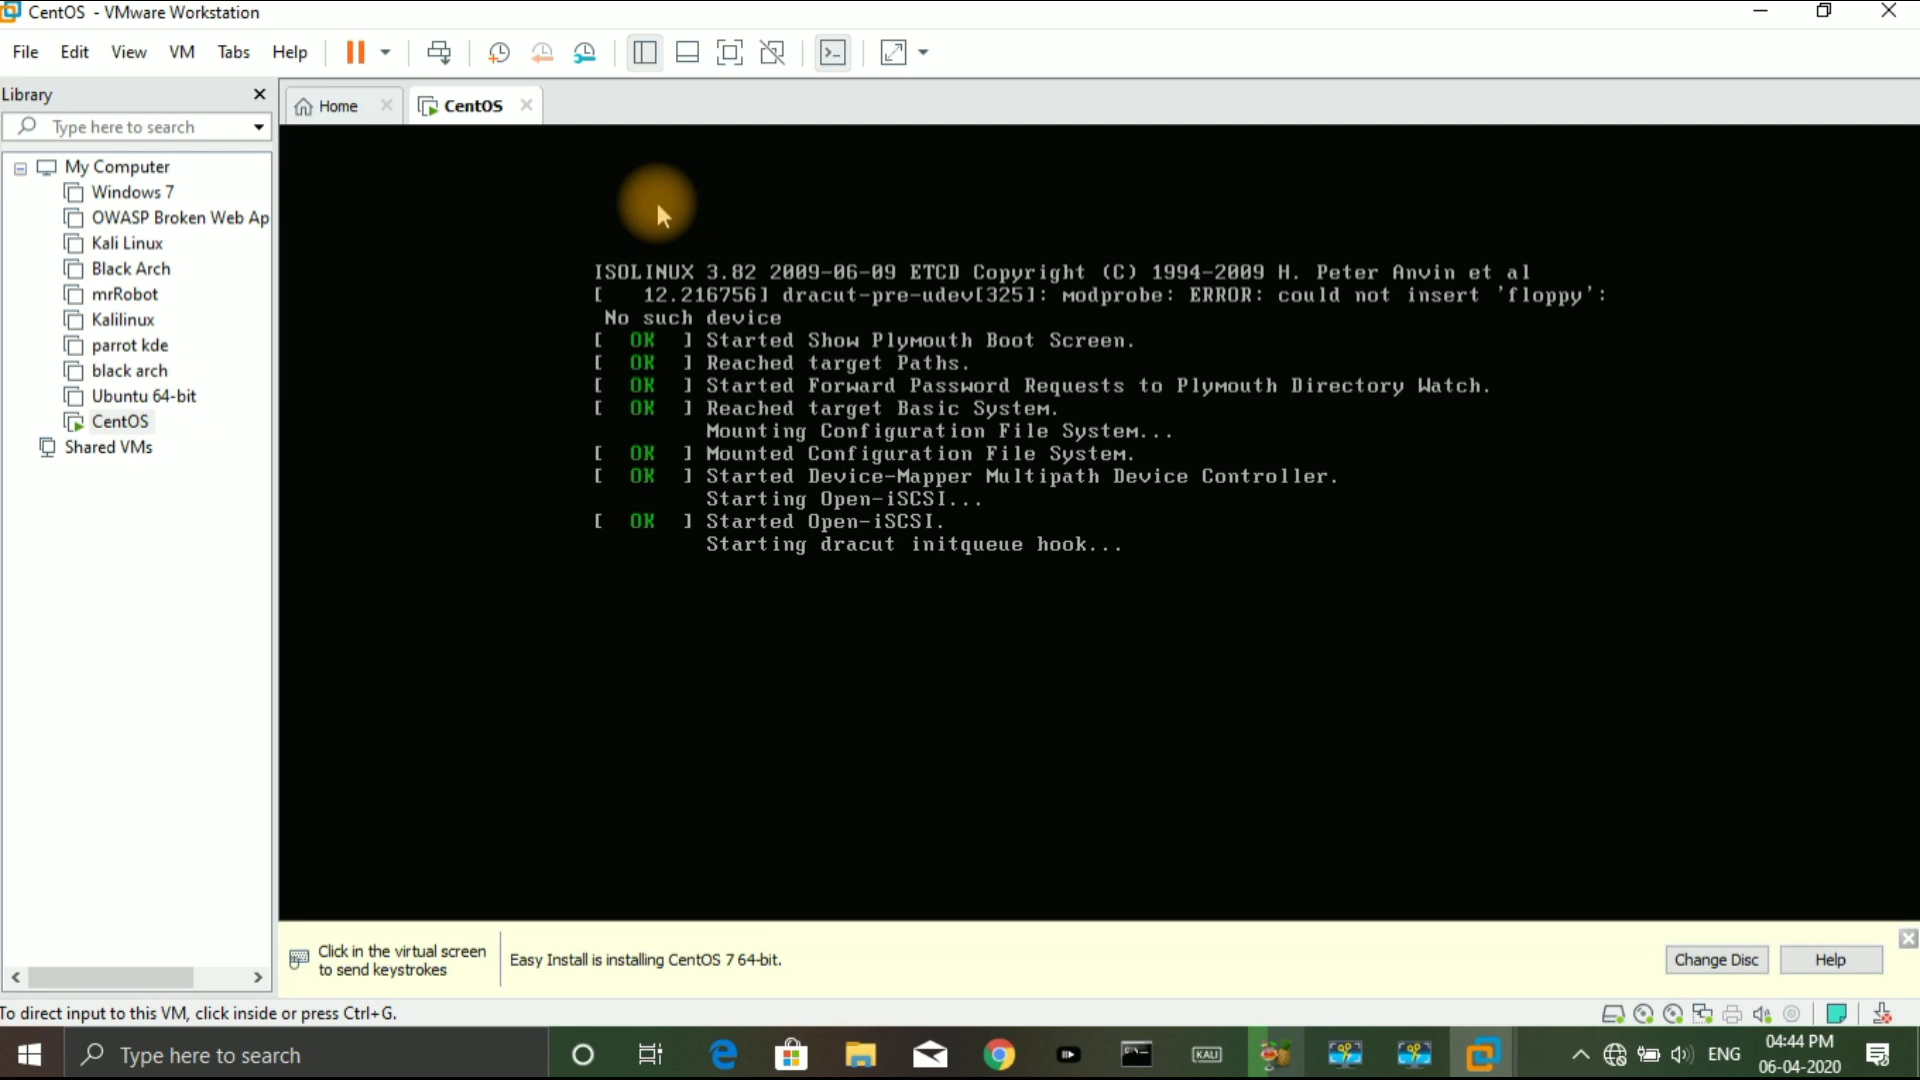 CentOS - VMware Workstation
File Edit View VM Tabs Help
Library
Type here to search
My Computer
Windows 7
OWASP Broken Web Ap
Kali Linux
Black Arch
mrRobot
Kalilinux
parrot kde
black arch
Ubuntu 64-bit
CentOS
Shared VMs
Home
CentOS
ISOLINUX 3.82 2009-06-09 ETCD Copyright (C) 1994-2009 H. Peter Anvin et al
[   12.216756] dracut-pre-udev[325]: modprobe: ERROR: could not insert 'floppy':
No such device
[  OK  ] Started Show Plymouth Boot Screen.
[  OK  ] Reached target Paths.
[  OK  ] Started Forward Password Requests to Plymouth Directory Watch.
[  OK  ] Reached target Basic System.
Mounting Configuration File System...
[  OK  ] Mounted Configuration File System.
[  OK  ] Started Device-Mapper Multipath Device Controller.
Starting Open-iSCSI...
[  OK  ] Started Open-iSCSI.
Starting dracut initqueue hook...
Click in the virtual screen
to send keystrokes
Easy Install is installing CentOS 7 64-bit.
Change Disc
Help
To direct input to this VM, click inside or press Ctrl+G.
Type here to search
KALI
ENG
04:44 PM
06-04-2020